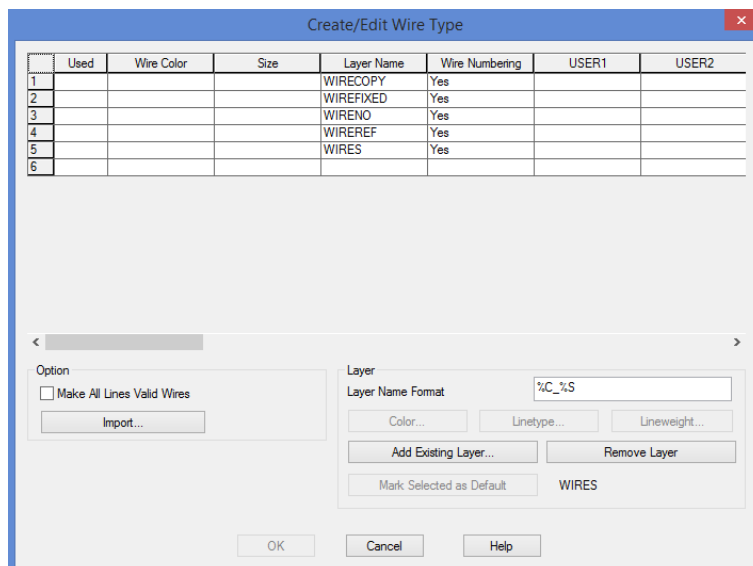 Create/Edit Wire Type
Used Wire Color Size Layer Name Wire Numbering USER1 USER2
1 WIRECOPY Yes
2 WIREFIXED Yes
3 WIRENO Yes
4 WIREREF Yes
5 WIRES Yes
6
Option
Make All Lines Valid Wires
Import...
Layer
Layer Name Format %C_%S
Color... Linetype... Lineweight...
Add Existing Layer... Remove Layer
Mark Selected as Default WIRES
OK Cancel Help